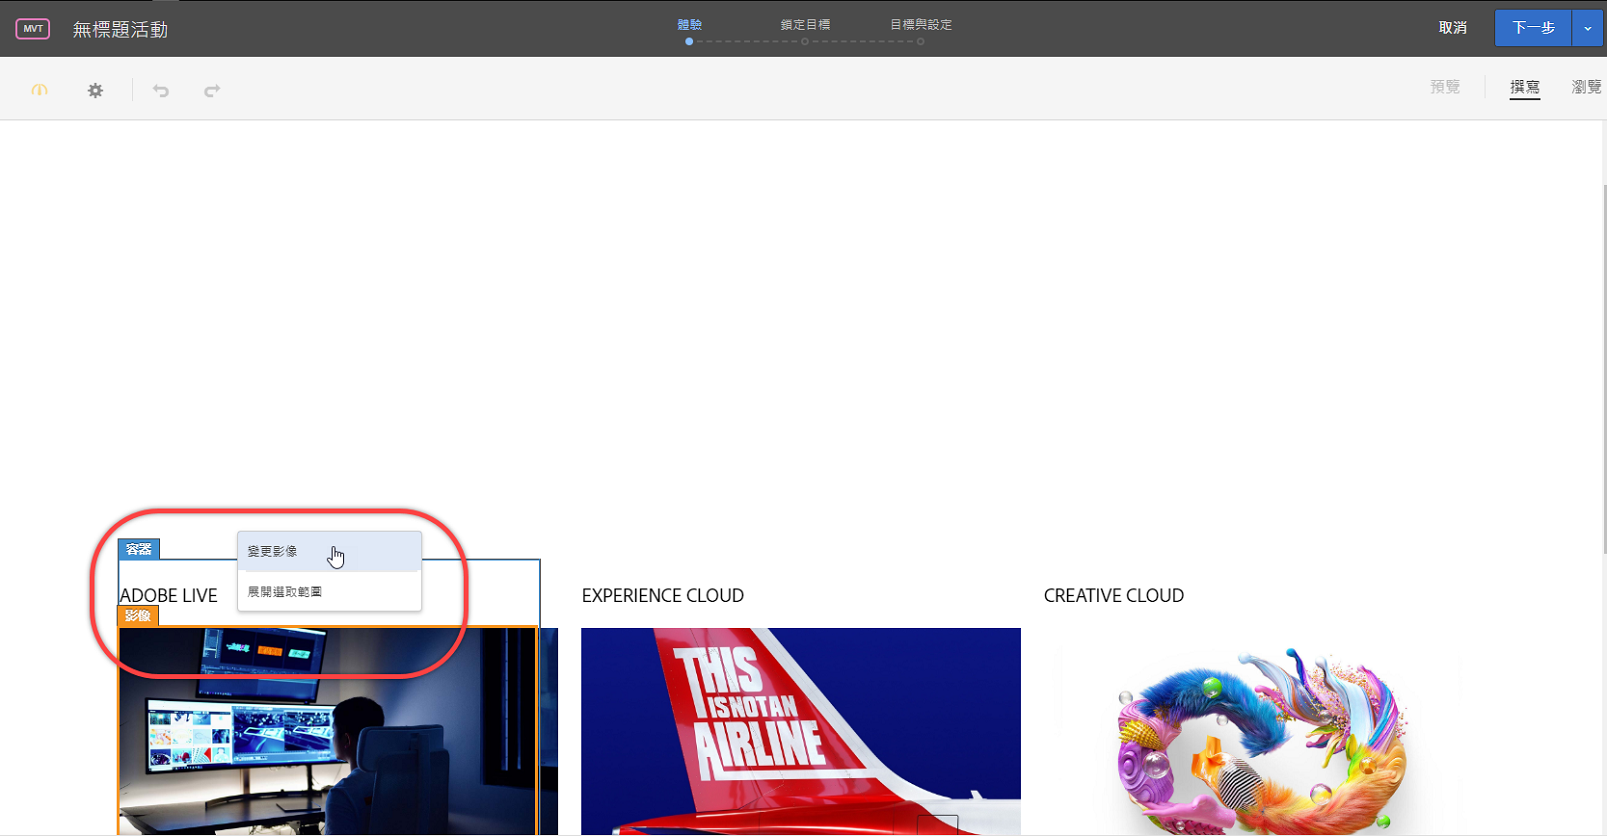 MVT 無標題活動 體驗 鎖定目標 目標與設定 取消 下一步
預覽 撰寫 瀏覽
容器 變更影像
展開選取範圍
ADOBE LIVE EXPERIENCE CLOUD CREATIVE CLOUD
影像
THIS
IS NOT AN
AIRLINE